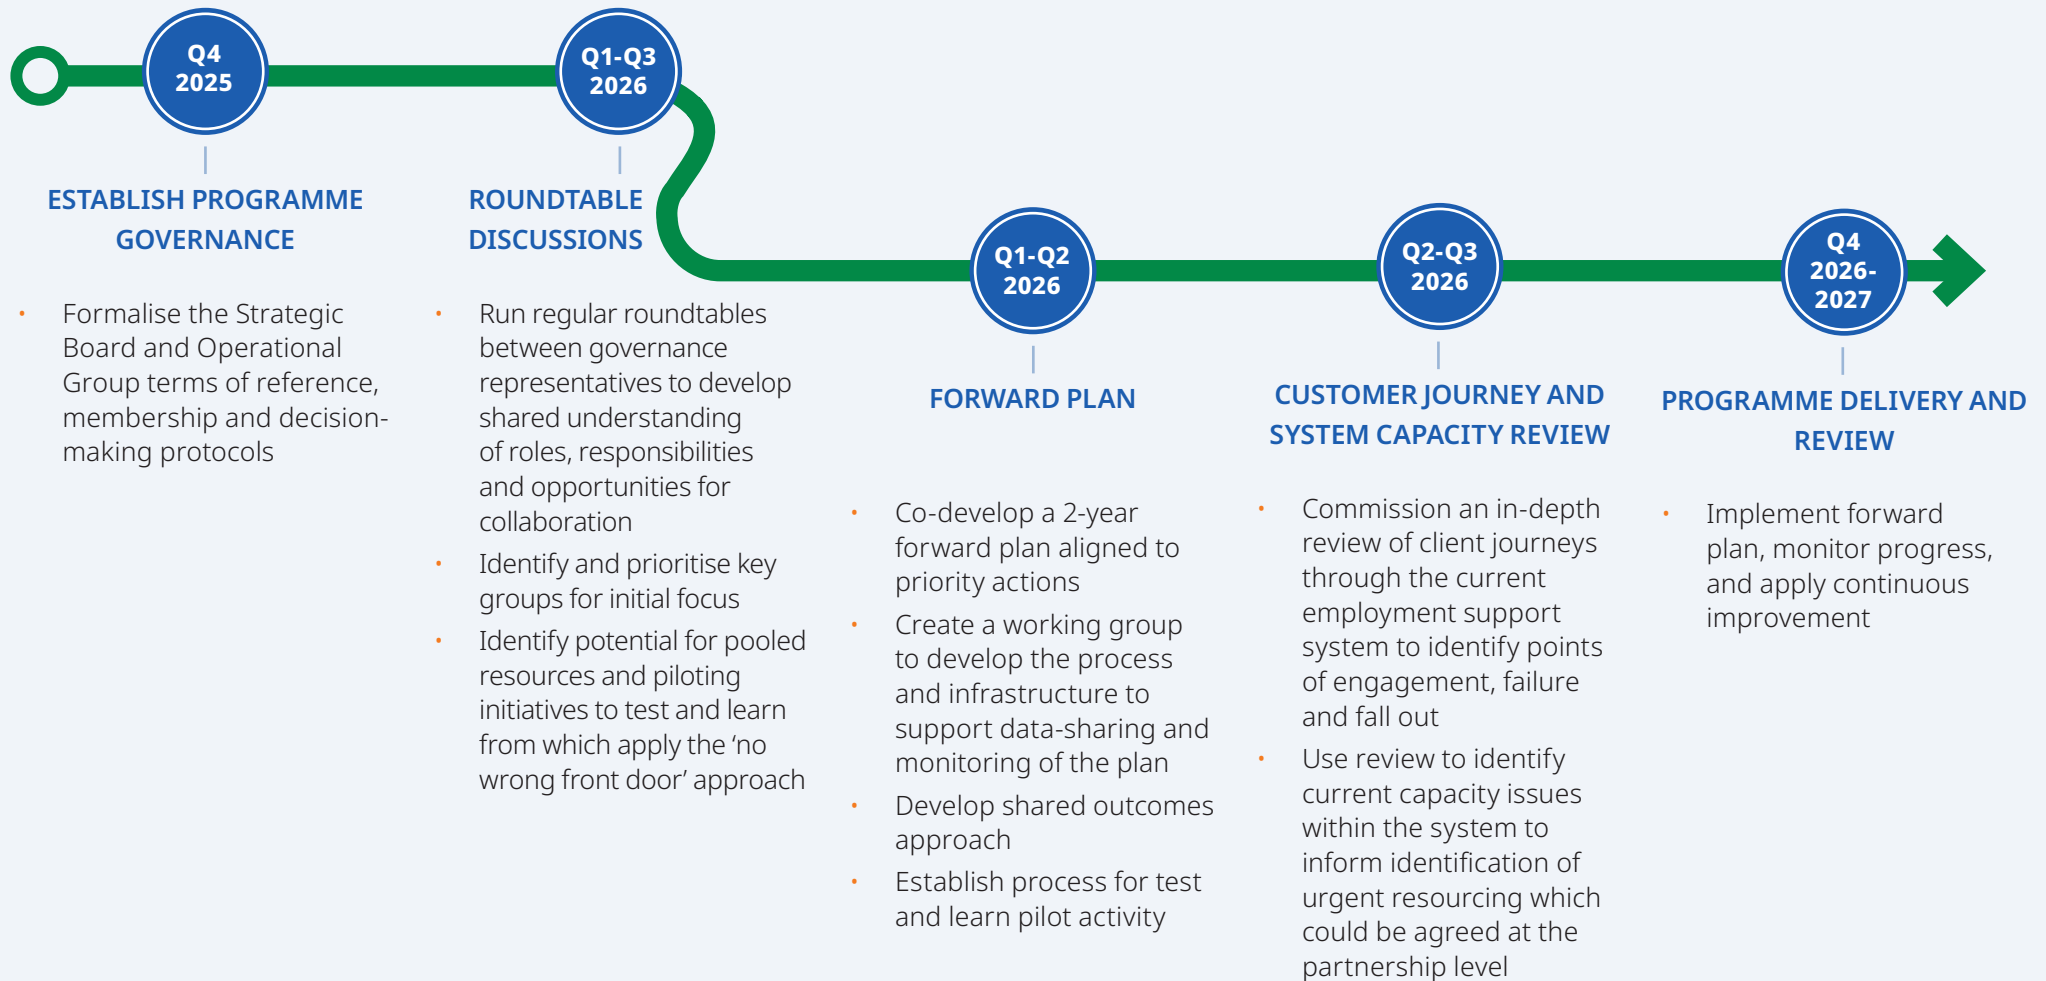 Q4
2025
ESTABLISH PROGRAMME
GOVERNANCE
• Formalise the Strategic
Board and Operational
Group terms of reference,
membership and decision-
making protocols
Q1-Q3
2026
ROUNDTABLE
DISCUSSIONS
• Run regular roundtables
between governance
representatives to develop
shared understanding
of roles, responsibilities
and opportunities for
collaboration
• Identify and prioritise key
groups for initial focus
• Identify potential for pooled
resources and piloting
initiatives to test and learn
from which apply the ‘no
wrong front door’ approach
Q1-Q2
2026
FORWARD PLAN
• Co-develop a 2-year
forward plan aligned to
priority actions
• Create a working group
to develop the process
and infrastructure to
support data-sharing and
monitoring of the plan
• Develop shared outcomes
approach
• Establish process for test
and learn pilot activity
Q2-Q3
2026
CUSTOMER JOURNEY AND
SYSTEM CAPACITY REVIEW
• Commission an in-depth
review of client journeys
through the current
employment support
system to identify points
of engagement, failure
and fall out
• Use review to identify
current capacity issues
within the system to
inform identification of
urgent resourcing which
could be agreed at the
partnership level
Q4
2026-
2027
PROGRAMME DELIVERY AND
REVIEW
• Implement forward
plan, monitor progress,
and apply continuous
improvement